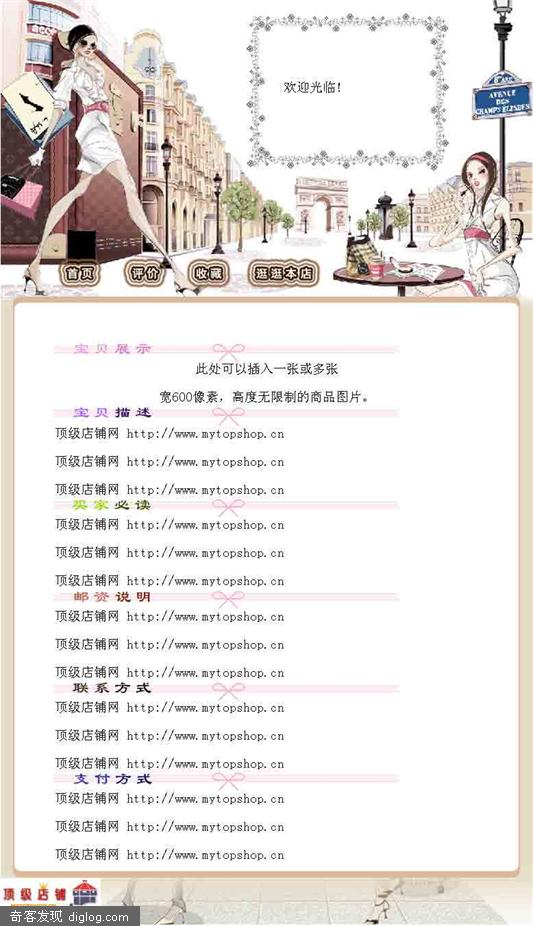 欢迎光临!
8e ARR
AVENUE
DES
CHAMPS ELYSEES
首页 评价 收藏 逛逛本店
宝贝展示
此处可以插入一张或多张
宽600像素，高度无限制的商品图片。
宝贝描述
顶级店铺网 http://www.mytopshop.cn
顶级店铺网 http://www.mytopshop.cn
顶级店铺网 http://www.mytopshop.cn
买家必读
顶级店铺网 http://www.mytopshop.cn
顶级店铺网 http://www.mytopshop.cn
顶级店铺网 http://www.mytopshop.cn
邮资说明
顶级店铺网 http://www.mytopshop.cn
顶级店铺网 http://www.mytopshop.cn
顶级店铺网 http://www.mytopshop.cn
联系方式
顶级店铺网 http://www.mytopshop.cn
顶级店铺网 http://www.mytopshop.cn
顶级店铺网 http://www.mytopshop.cn
支付方式
顶级店铺网 http://www.mytopshop.cn
顶级店铺网 http://www.mytopshop.cn
顶级店铺网 http://www.mytopshop.cn
顶级店铺
奇客发现 diglog.com